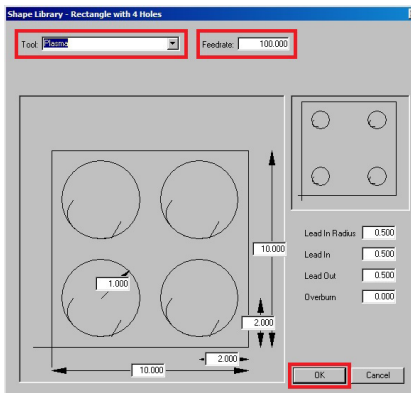 Shape Library - Rectangle with 4 Holes
Tool: Plasma
Feedrate: 100.000
1.000
10.000
2.000
2.000
10.000
Lead In Radius 0.500
Lead In 0.500
Lead Out 0.500
Overburn 0.000
OK Cancel